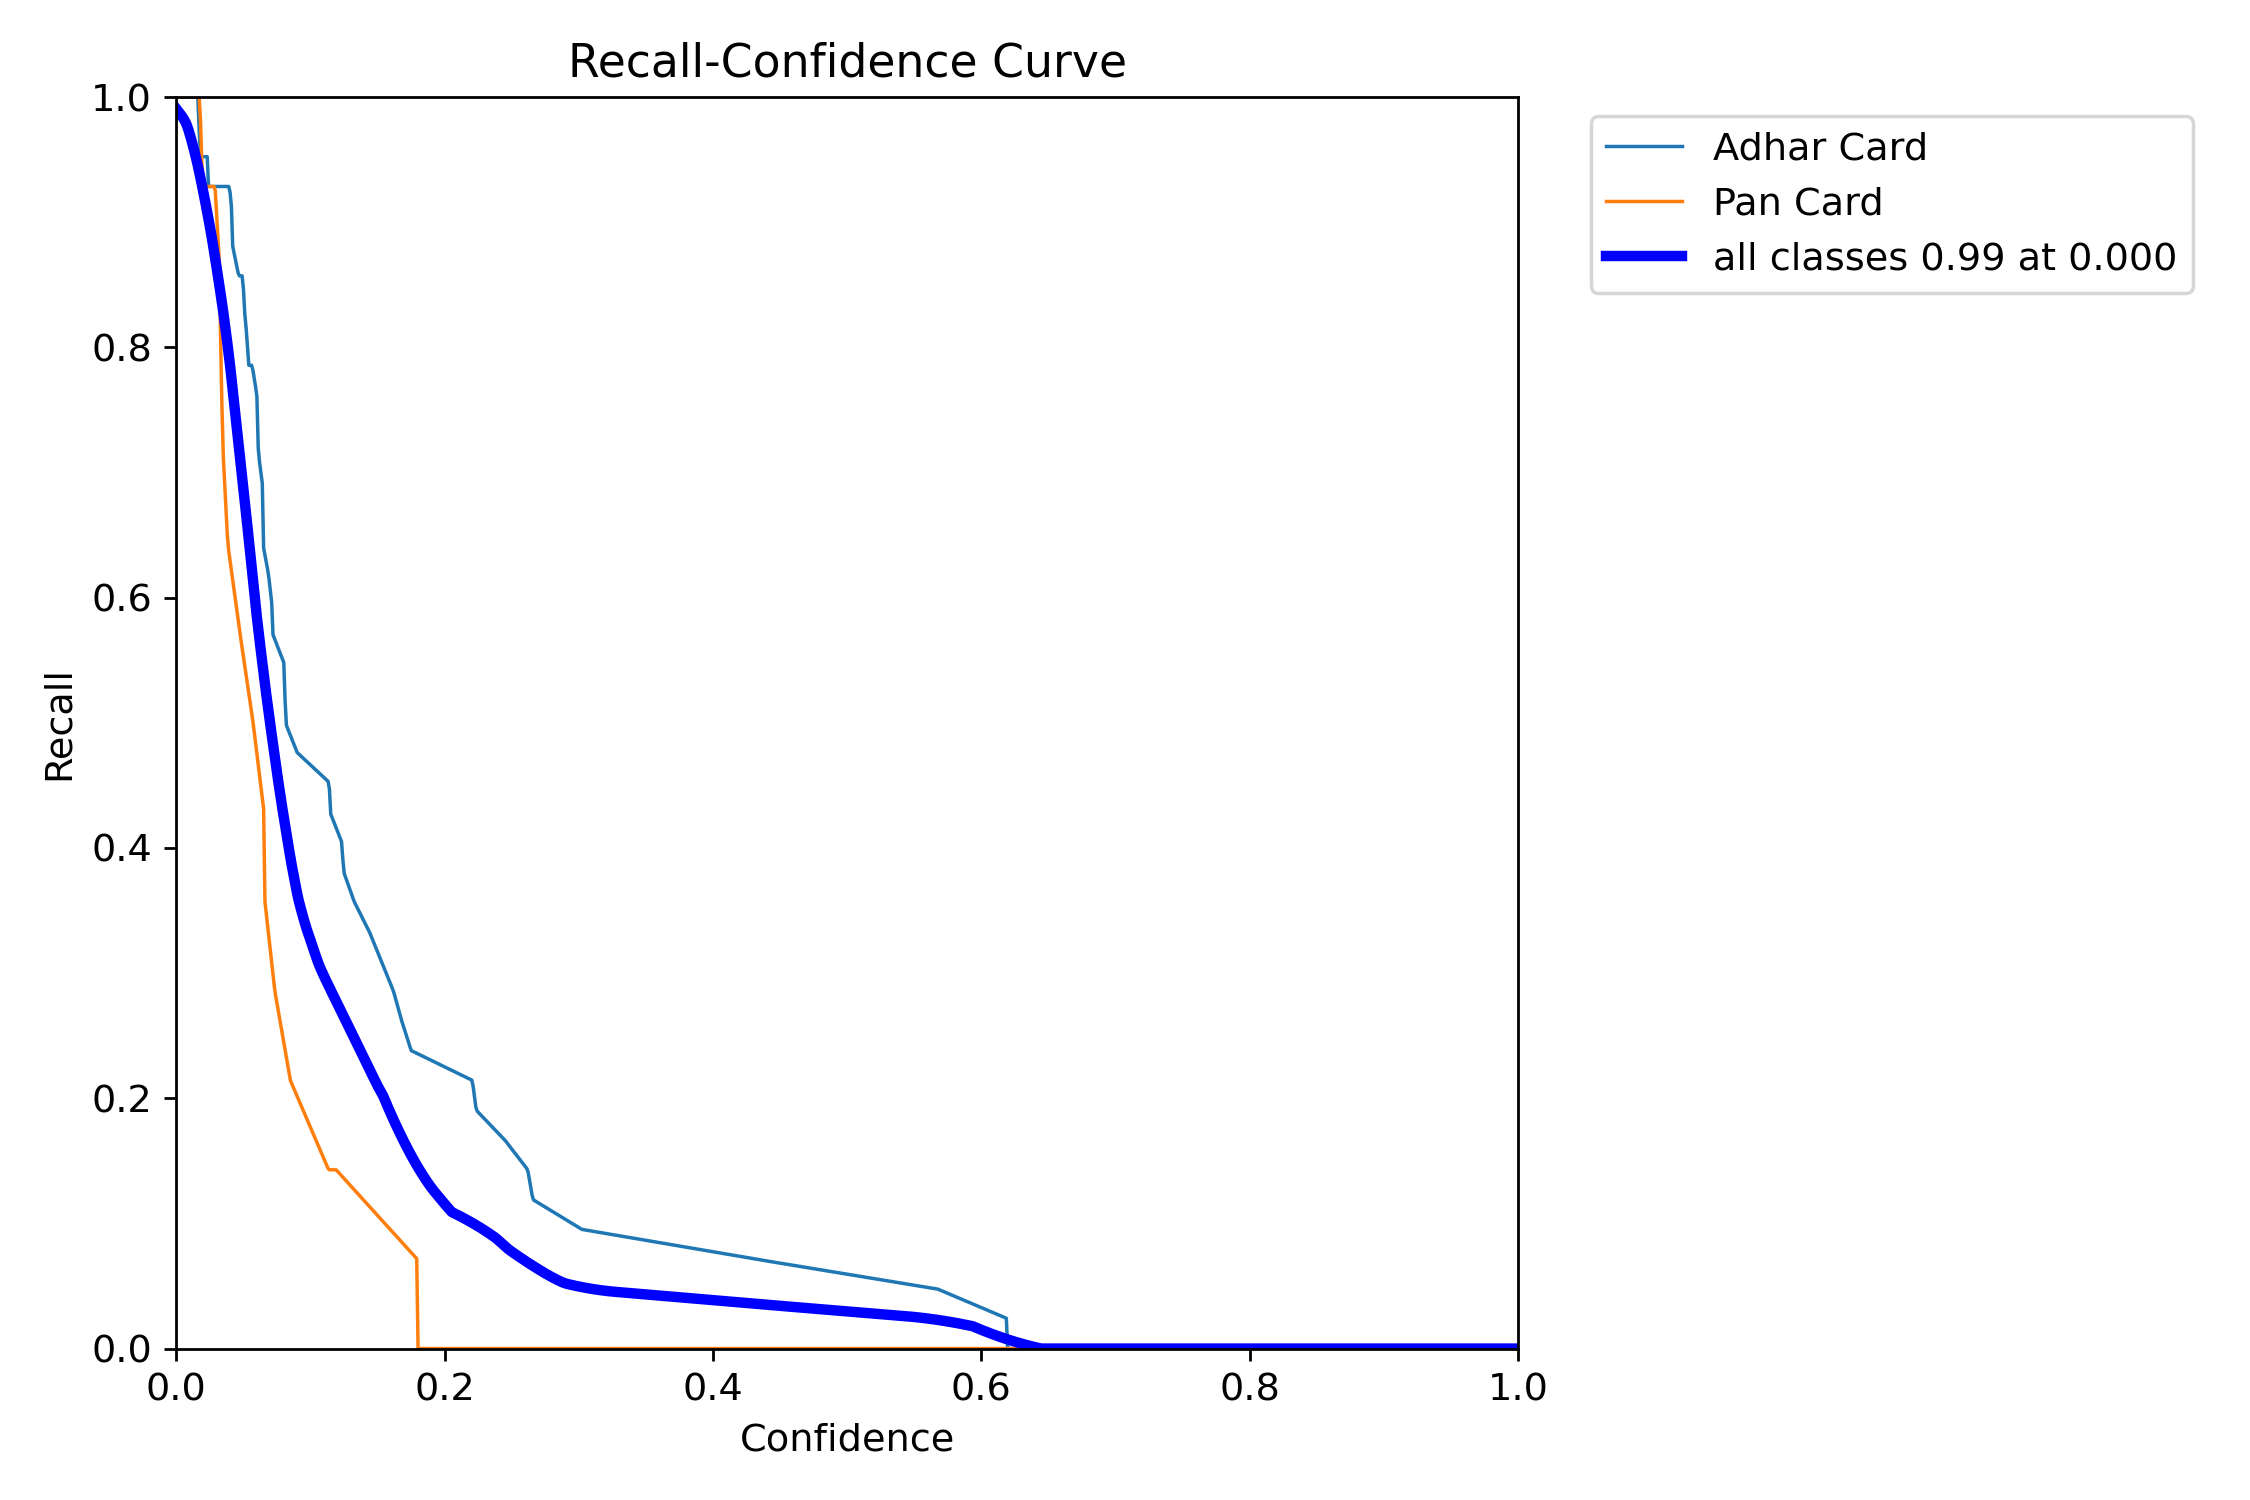 Recall-Confidence Curve
1.0
0.8
0.6
0.4
0.2
0.0
Recall
0.0 0.2 0.4 0.6 0.8 1.0
Confidence
Adhar Card
Pan Card
all classes 0.99 at 0.000